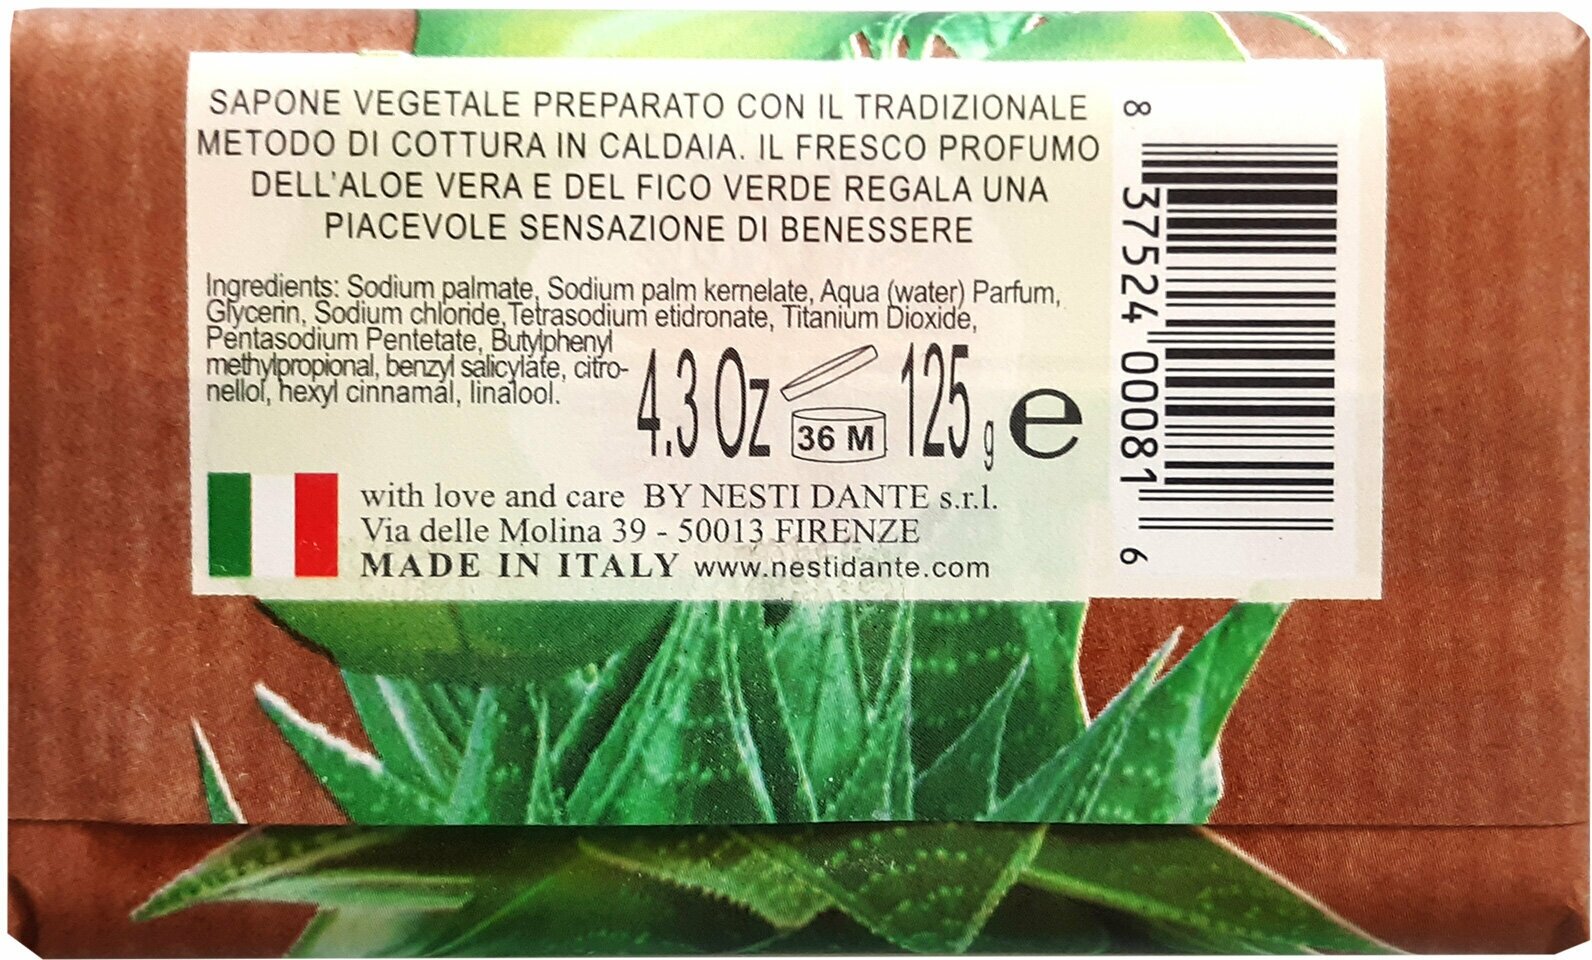 SAPONE VEGETALE PREPARATO CON IL TRADIZIONALE
METODO DI COTTURA IN CALDAIA. IL FRESCO PROFUMO
DELL'ALOE VERA E DEL FICO VERDE REGALA UNA
PIACEVOLE SENSAZIONE DI BENESSERE
Ingredients: Sodium palmate, Sodium palm kernelate, Aqua (water) Parfum,
Glycerin, Sodium chloride, Tetrasodium etidronate, Titanium Dioxide,
Pentasodium Pentetate, Butylphenyl
methylpropional, benzyl salicylate, citro-
nellol, hexyl cinnamal, linalool.
4.3 Oz 36 M 125 g e
with love and care BY NESTI DANTE s.r.l.
Via delle Molina 39 - 50013 FIRENZE
MADE IN ITALY www.nestidante.com
8 37524 00081 6